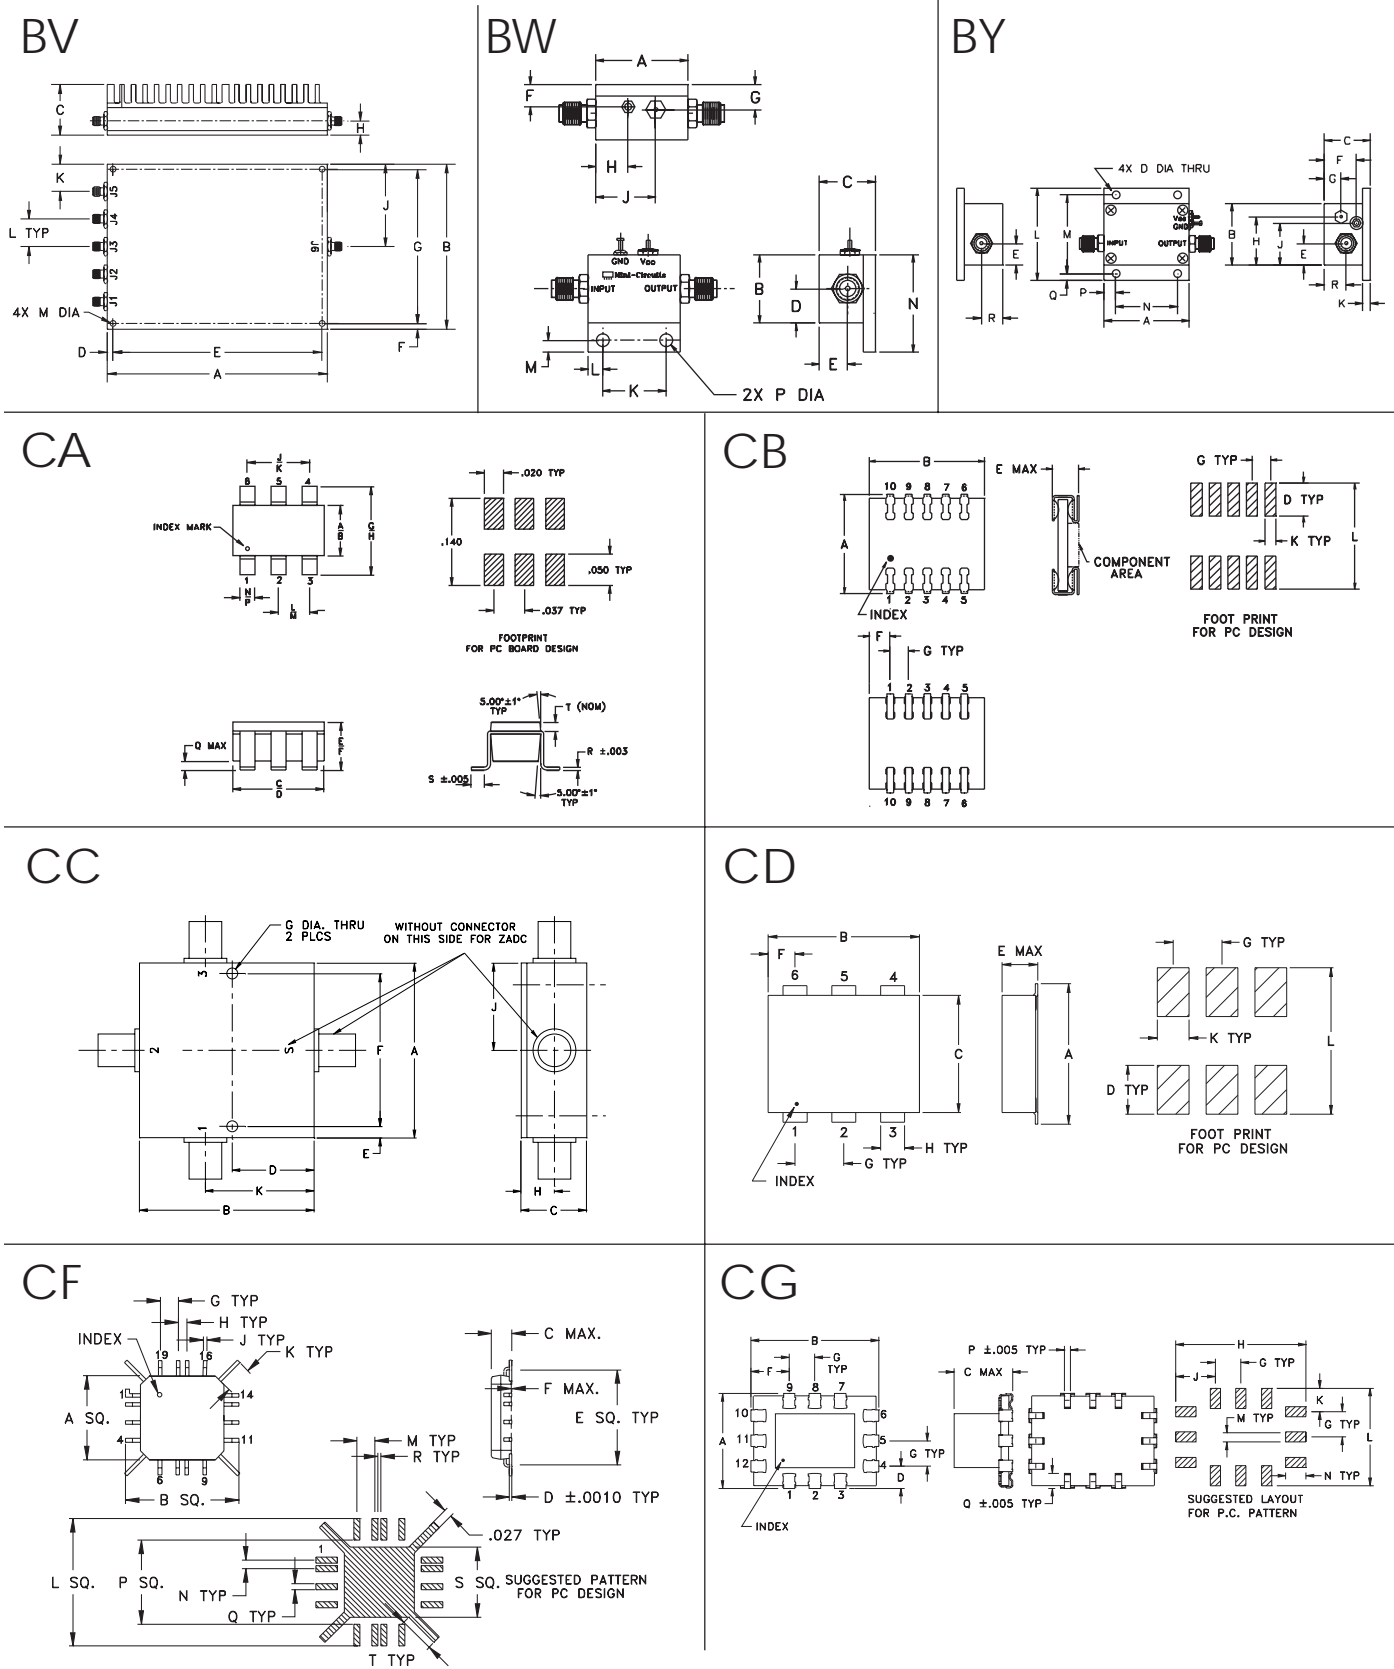 BV
C
H
K
J5
J4
L TYP
J3
J2
J1
J6
J
G
B
4X M DIA
D
E
F
A
BW
A
F
G
H
J
C
GND Vcc
Mini-Circuits
INPUT OUTPUT
B
D
N
M
L
K
E
2X P DIA
BY
4X D DIA THRU
C
F
G
L
M
Vcc
GND
INPUT OUTPUT
E
B
H
J
E
Q
P
N
A
R
R
K
CA
J
K
6 5 4
INDEX MARK
A
B
G
H
1 2 3
N
P
L
M
.020 TYP
.140
.050 TYP
.037 TYP
FOOTPRINT
FOR PC BOARD DESIGN
Q MAX
E
F
C
D
5.00°±1°
TYP
T (NOM)
R ±.003
S ±.005
5.00°±1°
TYP
CB
B
10 9 8 7 6
A
1 2 3 4 5
INDEX
E MAX
COMPONENT
AREA
G TYP
D TYP
K TYP
L
FOOT PRINT
FOR PC DESIGN
F
G TYP
1 2 3 4 5
10 9 8 7 6
CC
G DIA. THRU
2 PLCS
WITHOUT CONNECTOR
ON THIS SIDE FOR ZADC
3
2
S
1
F
A
E
D
K
B
J
H
C
CD
B
F
6 5 4
C
1 2 3
H TYP
G TYP
INDEX
E MAX
A
G TYP
K TYP
L
D TYP
FOOT PRINT
FOR PC DESIGN
CF
G TYP
H TYP
INDEX
J TYP
K TYP
19 16
1 14
A SQ.
4 11
6 9
B SQ.
C MAX.
F MAX.
E SQ. TYP
D ±.0010 TYP
M TYP
R TYP
.027 TYP
1
L SQ. P SQ.
N TYP
Q TYP
S SQ.
SUGGESTED PATTERN
FOR PC DESIGN
T TYP
CG
B
F
G
TYP
9 8 7
10 6
11 5
12 4
A
G TYP
D
1 2 3
INDEX
P ±.005 TYP
C MAX
Q ±.005 TYP
H
G TYP
J
K
M TYP
G TYP
L
N TYP
SUGGESTED LAYOUT
FOR P.C. PATTERN